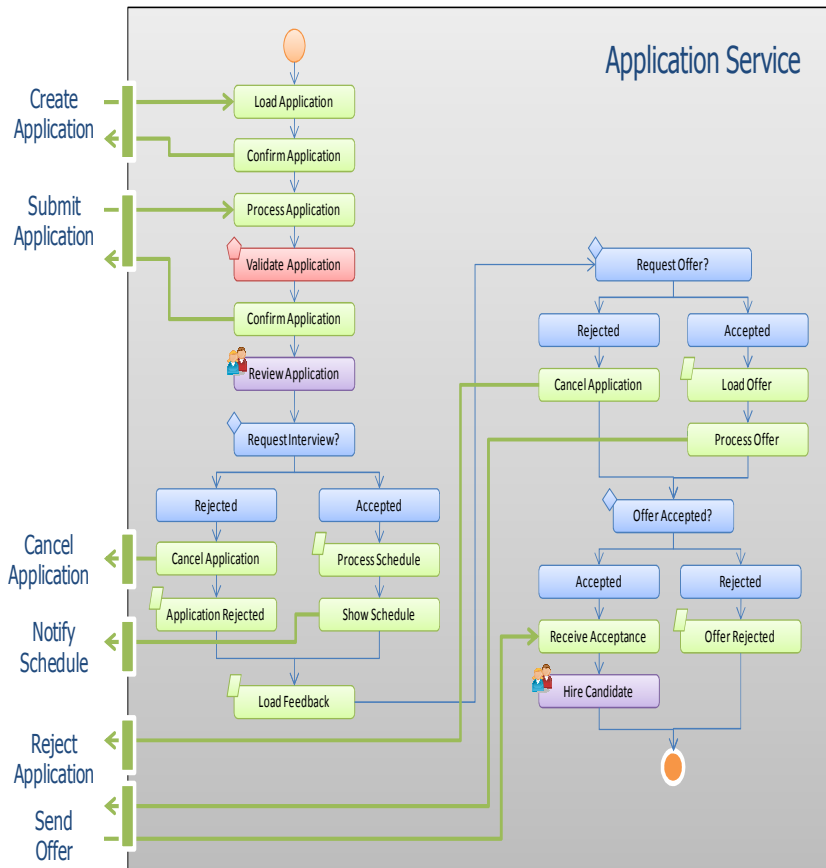 Application Service
Create
Application
Load Application
Confirm Application
Submit
Application
Process Application
Validate Application
Confirm Application
Review Application
Request Interview?
Rejected
Accepted
Cancel
Application
Cancel Application
Process Schedule
Application Rejected
Show Schedule
Notify
Schedule
Load Feedback
Reject
Application
Send
Offer
Request Offer?
Rejected
Accepted
Cancel Application
Load Offer
Process Offer
Offer Accepted?
Accepted
Rejected
Receive Acceptance
Offer Rejected
Hire Candidate